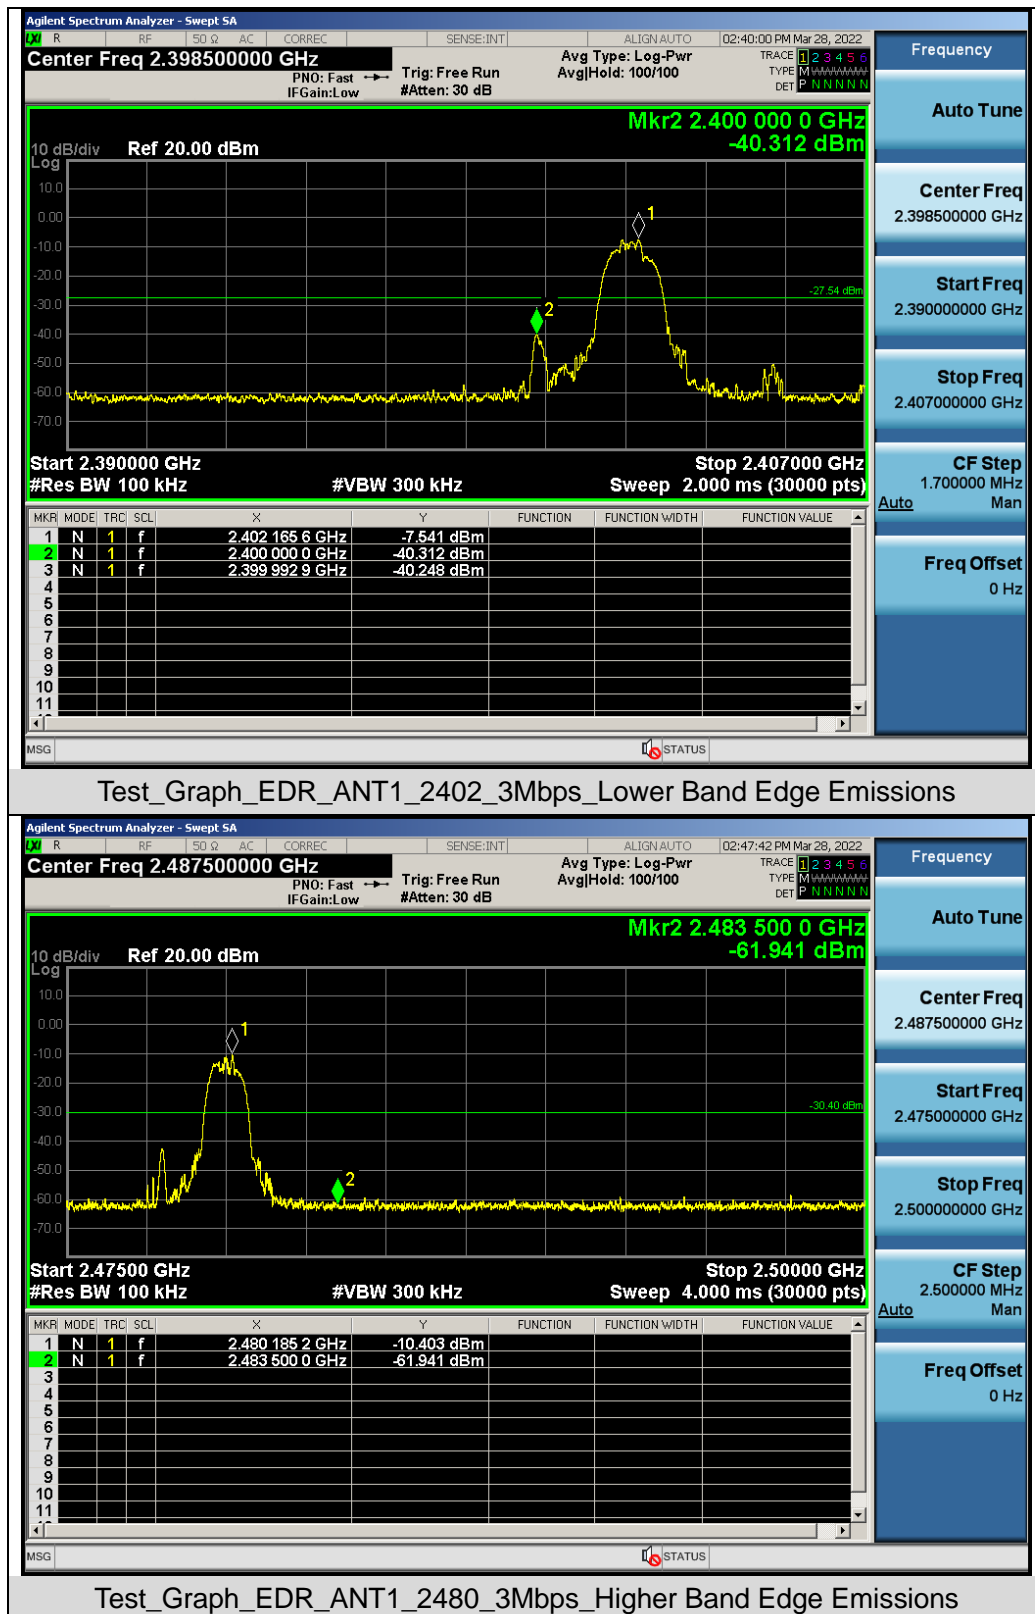 Agilent Spectrum Analyzer - Swept SA
LXI R RF 50 Ω AC CORREC SENSE:INT ALIGN AUTO 02:40:00 PM Mar 28, 2022
Center Freq 2.398500000 GHz
PNO: Fast
IFGain:Low
Trig: Free Run
#Atten: 30 dB
Avg Type: Log-Pwr
Avg|Hold: 100/100
TRACE 1 2 3 4 5 6
TYPE M WWWWW
DET P N N N N N
Mkr2 2.400 000 0 GHz
-40.312 dBm
10 dB/div Ref 20.00 dBm
Log
10.0
0.00
-10.0
-20.0
-30.0
-40.0
-50.0
-60.0
-70.0
1
2
-27.54 dBm
Start 2.390000 GHz Stop 2.407000 GHz
#Res BW 100 kHz #VBW 300 kHz Sweep 2.000 ms (30000 pts)
MKR MODE TRC SCL X Y FUNCTION FUNCTION WIDTH FUNCTION VALUE
1 N 1 f 2.402 165 6 GHz -7.541 dBm
2 N 1 f 2.400 000 0 GHz -40.312 dBm
3 N 1 f 2.399 992 9 GHz -40.248 dBm
4
5
6
7
8
9
10
11
MSG STATUS
Frequency
Auto Tune
Center Freq
2.398500000 GHz
Start Freq
2.390000000 GHz
Stop Freq
2.407000000 GHz
CF Step
1.700000 MHz
Auto Man
Freq Offset
0 Hz
Test_Graph_EDR_ANT1_2402_3Mbps_Lower Band Edge Emissions
Agilent Spectrum Analyzer - Swept SA
LXI R RF 50 Ω AC CORREC SENSE:INT ALIGN AUTO 02:47:42 PM Mar 28, 2022
Center Freq 2.487500000 GHz
PNO: Fast
IFGain:Low
Trig: Free Run
#Atten: 30 dB
Avg Type: Log-Pwr
Avg|Hold: 100/100
TRACE 1 2 3 4 5 6
TYPE M WWWWW
DET P N N N N N
Mkr2 2.483 500 0 GHz
-61.941 dBm
10 dB/div Ref 20.00 dBm
Log
10.0
0.00
-10.0
-20.0
-30.0
-40.0
-50.0
-60.0
-70.0
1
2
-30.40 dBm
Start 2.47500 GHz Stop 2.50000 GHz
#Res BW 100 kHz #VBW 300 kHz Sweep 4.000 ms (30000 pts)
MKR MODE TRC SCL X Y FUNCTION FUNCTION WIDTH FUNCTION VALUE
1 N 1 f 2.480 185 2 GHz -10.403 dBm
2 N 1 f 2.483 500 0 GHz -61.941 dBm
3
4
5
6
7
8
9
10
11
MSG STATUS
Frequency
Auto Tune
Center Freq
2.487500000 GHz
Start Freq
2.475000000 GHz
Stop Freq
2.500000000 GHz
CF Step
2.500000 MHz
Auto Man
Freq Offset
0 Hz
Test_Graph_EDR_ANT1_2480_3Mbps_Higher Band Edge Emissions